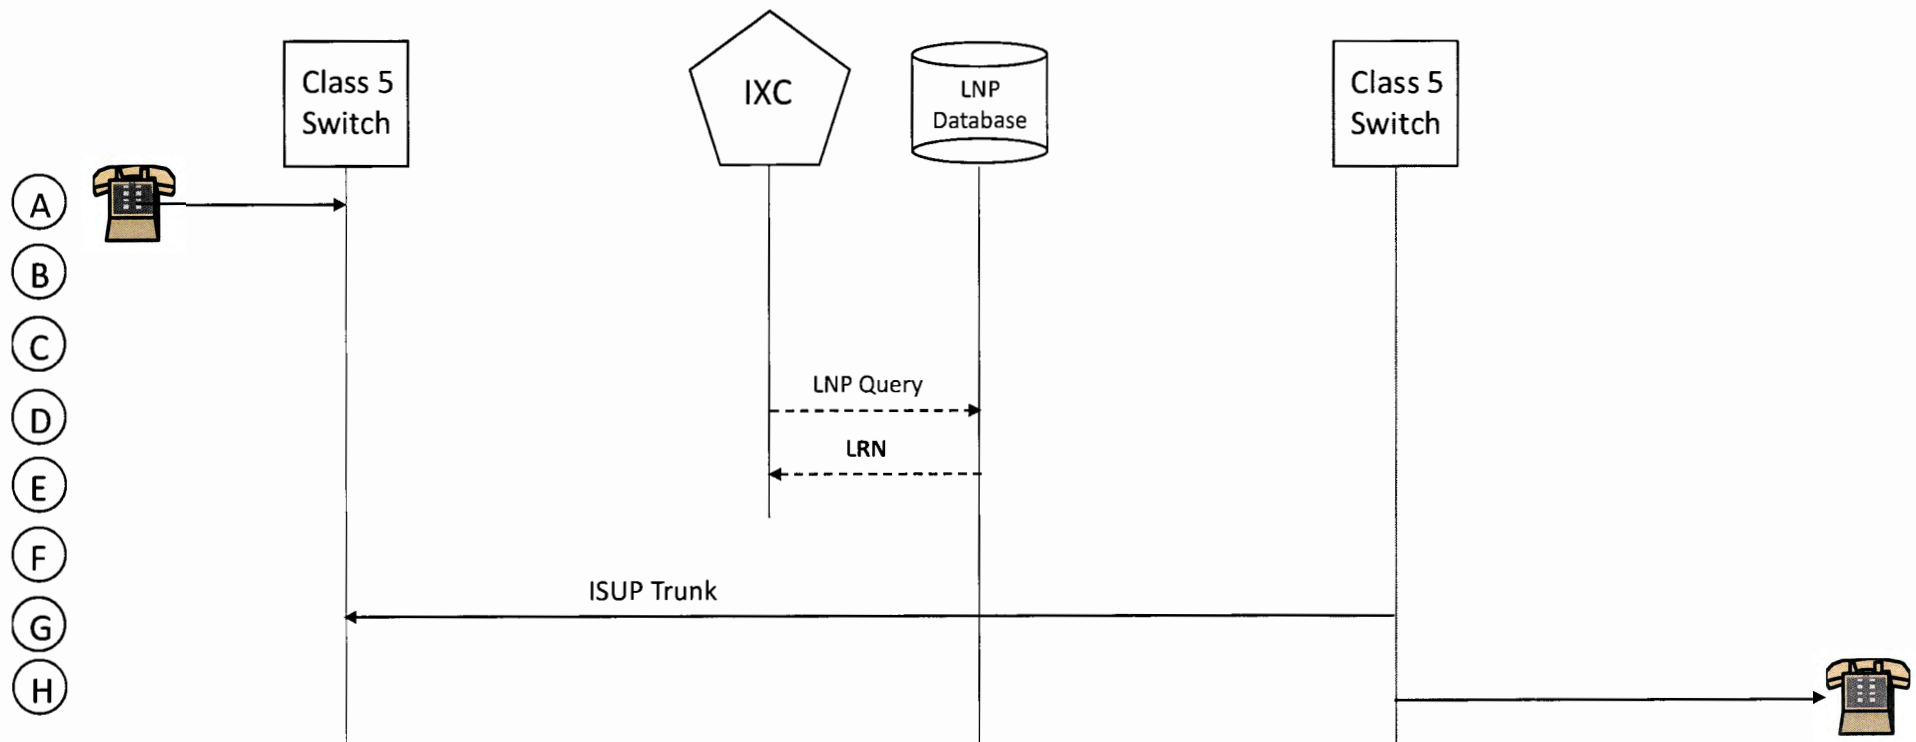 Class 5
Switch
IXC
LNP
Database
Class 5
Switch
A
B
C
D
LNP Query
E
LRN
F
G
ISUP Trunk
H